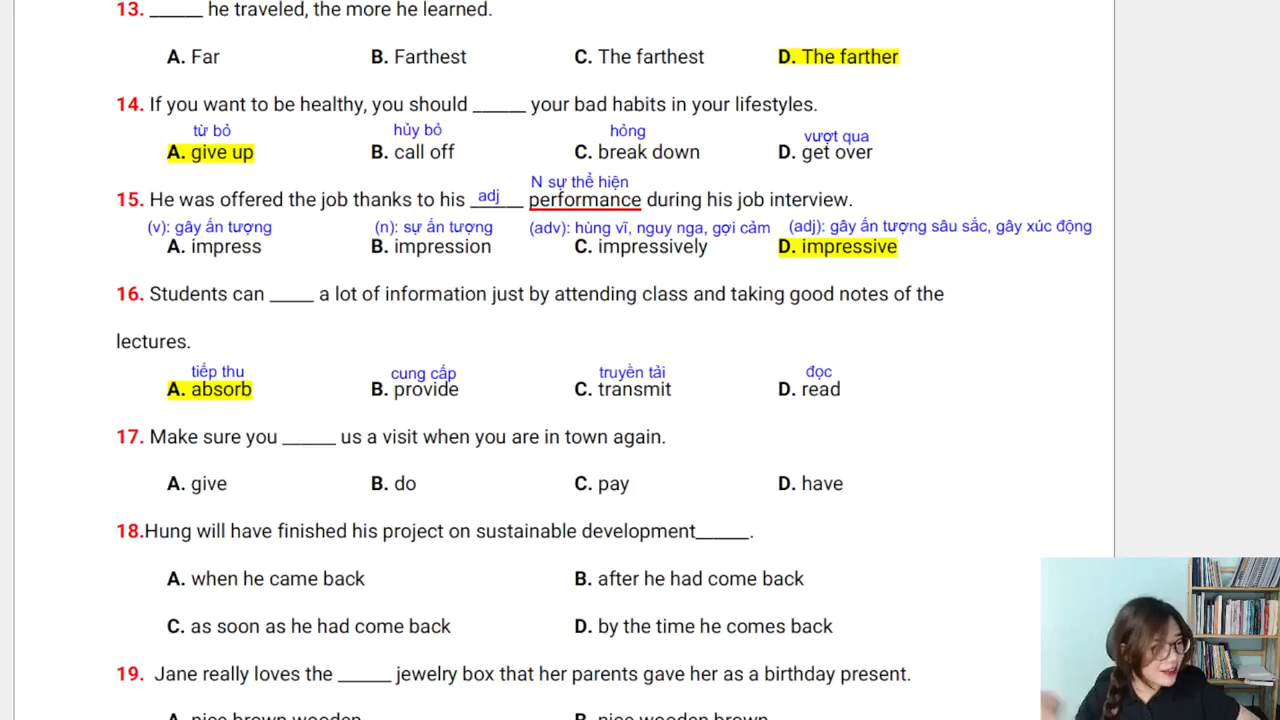 13. ______ he traveled, the more he learned.
A. Far B. Farthest C. The farthest D. The farther
14. If you want to be healthy, you should ______ your bad habits in your lifestyles.
từ bỏ hủy bỏ hỏng vượt qua
A. give up B. call off C. break down D. get over
N sự thể hiện
15. He was offered the job thanks to his __adj__ performance during his job interview.
(v): gây ấn tượng (n): sự ấn tượng (adv): hùng vĩ, nguy nga, gợi cảm (adj): gây ấn tượng sâu sắc, gây xúc động
A. impress B. impression C. impressively D. impressive
16. Students can _____ a lot of information just by attending class and taking good notes of the
lectures.
tiếp thu cung cấp truyền tải đọc
A. absorb B. provide C. transmit D. read
17. Make sure you ______ us a visit when you are in town again.
A. give B. do C. pay D. have
18.Hung will have finished his project on sustainable development______.
A. when he came back B. after he had come back
C. as soon as he had come back D. by the time he comes back
19. Jane really loves the ______ jewelry box that her parents gave her as a birthday present.
A. nice brown wooden B. nice wooden brown